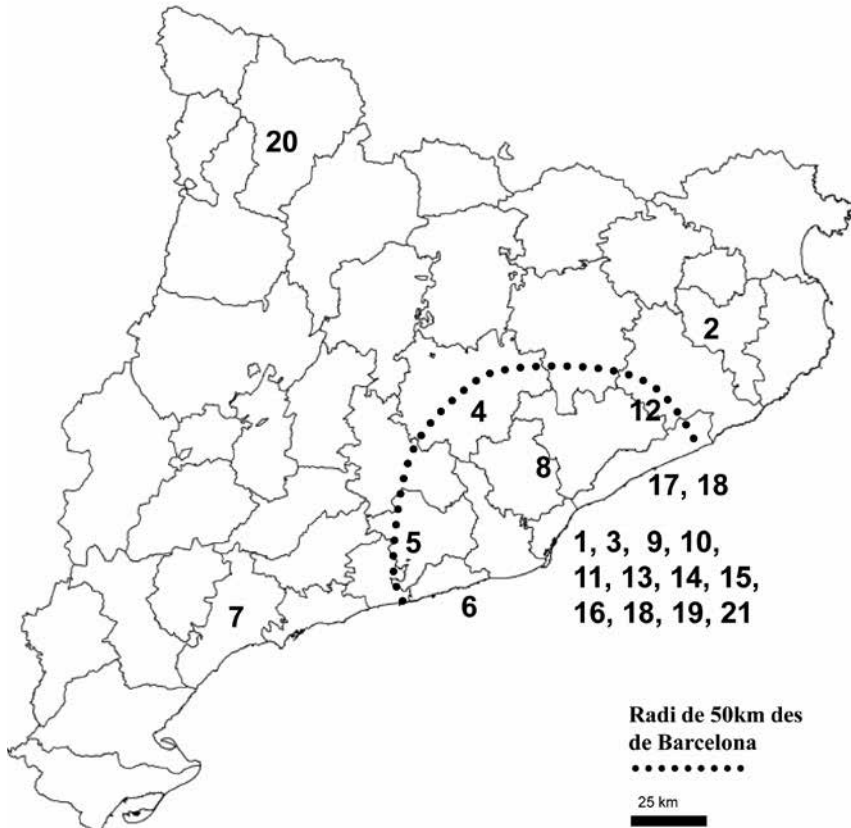 20
2
4
12
8
17, 18
5
1, 3, 9, 10,
11, 13, 14, 15,
16, 18, 19, 21
6
7
Radi de 50km des
de Barcelona
25 km